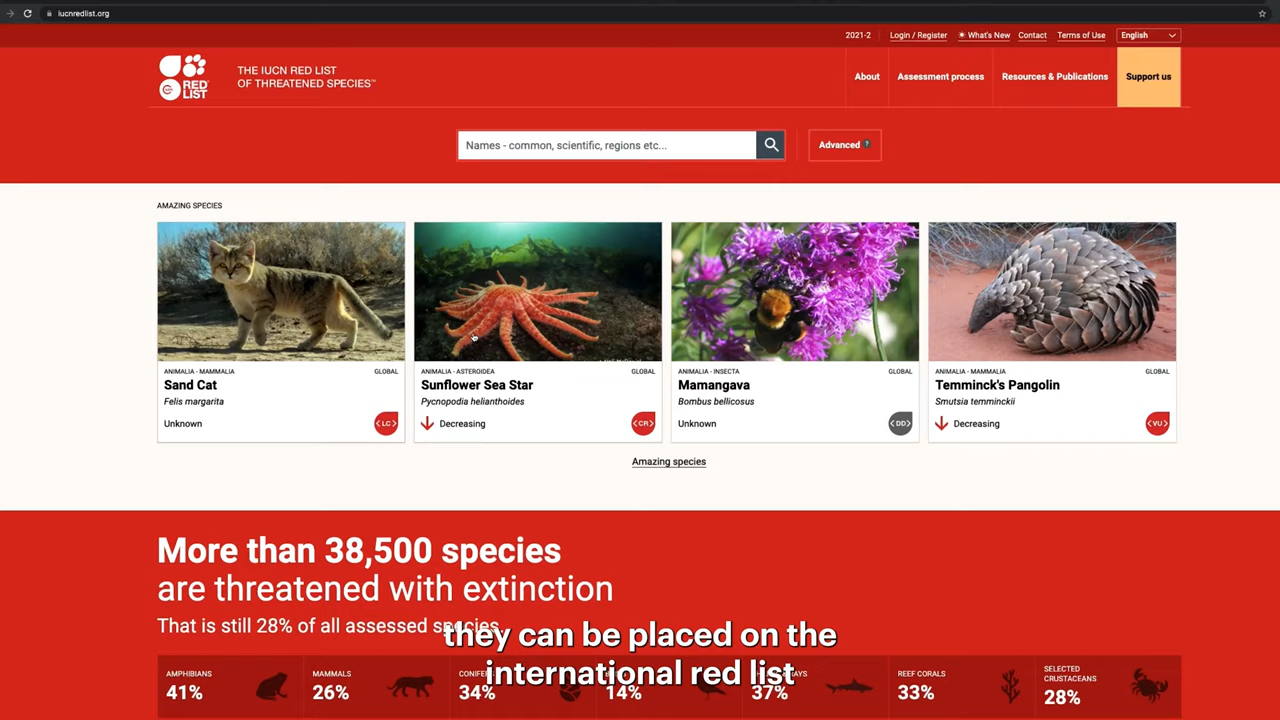 iucnredlist.org
2021-2
Login / Register
What's New
Contact
Terms of Use
English
RED LIST
THE IUCN RED LIST
OF THREATENED SPECIES™
About
Assessment process
Resources & Publications
Support us
Names - common, scientific, regions etc...
Advanced ?
AMAZING SPECIES
ANIMALIA - MAMMALIA GLOBAL
Sand Cat
Felis margarita
Unknown <LC>
ANIMALIA - ASTEROIDEA GLOBAL
Sunflower Sea Star
Pycnopodia helianthoides
Decreasing <CR>
ANIMALIA - INSECTA GLOBAL
Mamangava
Bombus bellicosus
Unknown <DD>
ANIMALIA - MAMMALIA GLOBAL
Temminck's Pangolin
Smutsia temminckii
Decreasing <VU>
Amazing species
More than 38,500 species
are threatened with extinction
That is still 28% of all assessed species.
they can be placed on the
international red list
AMPHIBIANS
41%
MAMMALS
26%
34%
14%
37%
REEF CORALS
33%
SELECTED
CRUSTACEANS
28%